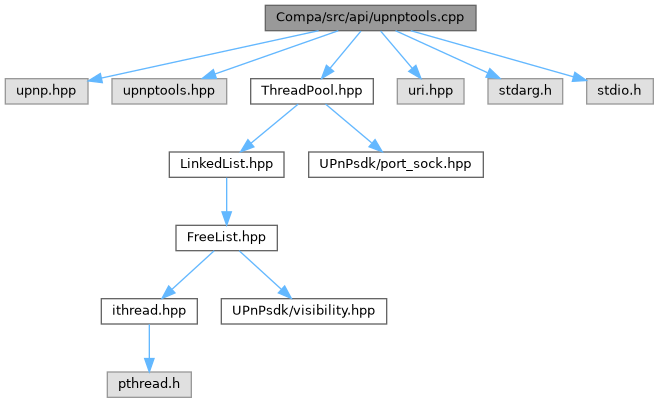 Compa/src/api/upnptools.cpp
upnp.hpp
upnptools.hpp
ThreadPool.hpp
uri.hpp
stdarg.h
stdio.h
LinkedList.hpp
UPnPsdk/port_sock.hpp
FreeList.hpp
ithread.hpp
UPnPsdk/visibility.hpp
pthread.h